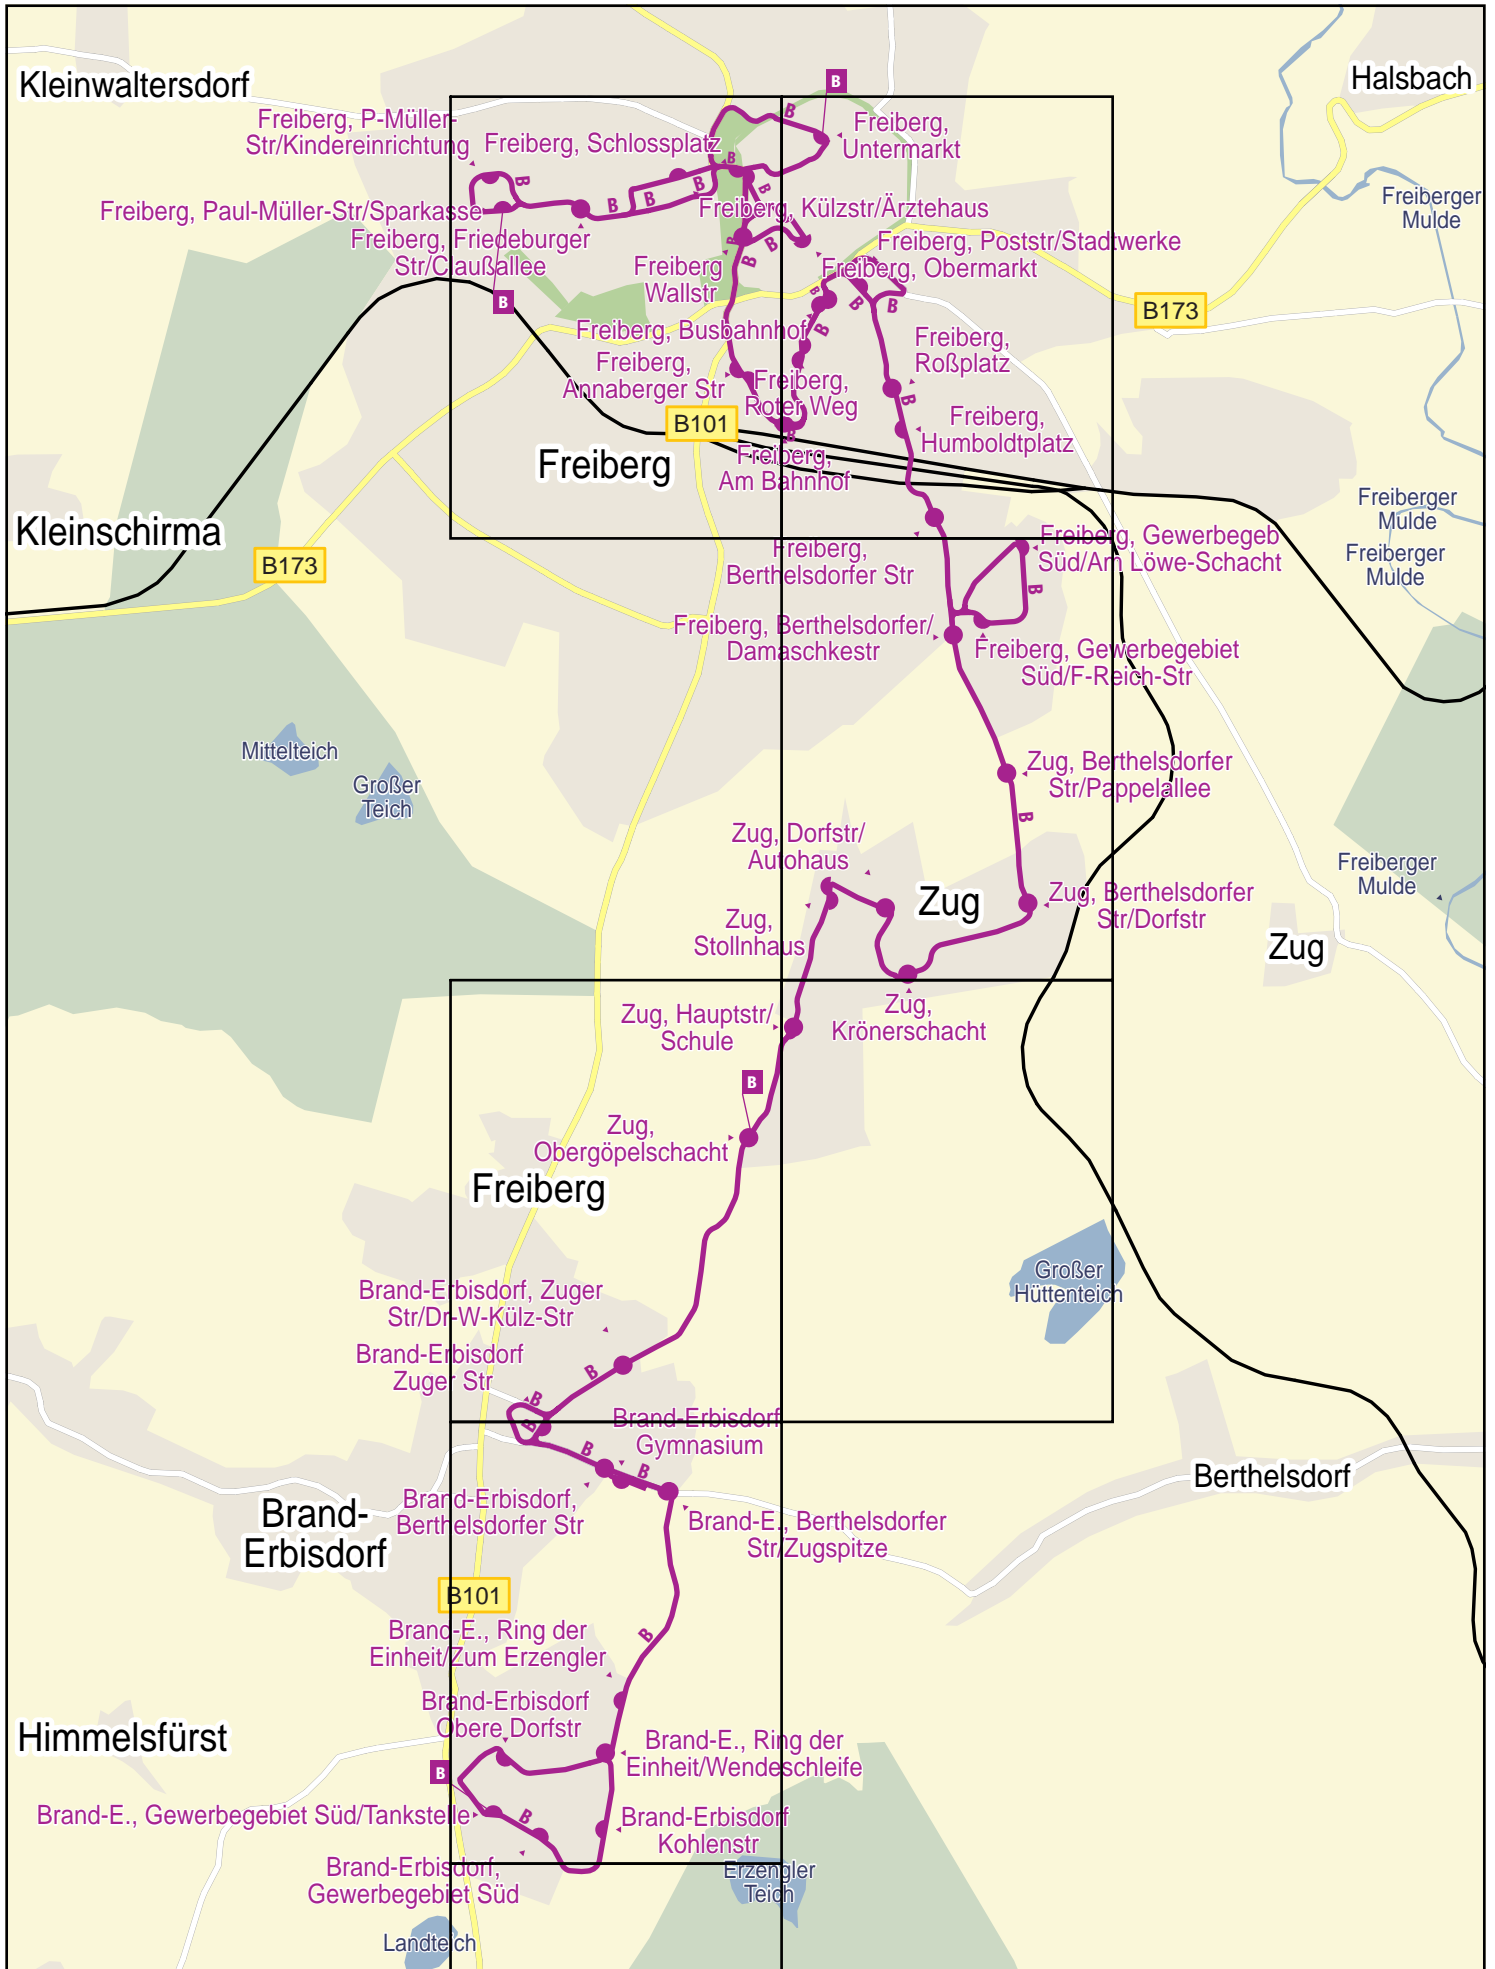 Kleinwaltersdorf
B
Halsbach
Freiberg, P-Müller-
Str/Kindereinrichtung
Freiberg, Schlossplatz
B
B
Freiberg,
Untermarkt
B
B
B
B
B
B
Freiberg, Paul-Müller-Str/Sparkasse
Freiberg, Külzstr/Ärztehaus
Freiberger
Mulde
Freiberg, Friedeburger
Str/Claußallee
B
B
B
Freiberg, Poststr/Stadtwerke
Freiberg, Obermarkt
Freiberg
Wallstr
B
B
B
B
B
B173
Freiberg, Busbahnhof
Freiberg,
Roßplatz
Freiberg,
Annaberger Str
Freiberg,
Roter Weg
B
B101
B
Freiberg,
Humboldtplatz
Freiberg,
Am Bahnhof
Freiberg
Freiberger
Mulde
Kleinschirma
B173
Freiberg,
Berthelsdorfer Str
Freiberg, Gewerbegeb
Süd/Am Löwe-Schacht
Freiberger
Mulde
B
Freiberg, Berthelsdorfer/
Damaschkestr
Freiberg, Gewerbegebiet
Süd/F-Reich-Str
Mittelteich
Großer
Teich
Zug, Berthelsdorfer
Str/Pappelallee
B
Zug, Dorfstr/
Autohaus
Freiberger
Mulde
Zug
Zug, Berthelsdorfer
Str/Dorfstr
Zug,
Stollnhaus
Zug
Zug, Hauptstr/
Schule
Zug,
Krönerschacht
B
Zug,
Obergöpelschacht
Freiberg
Großer
Hüttenteich
Brand-Erbisdorf, Zuger
Str/Dr-W-Külz-Str
Brand-Erbisdorf
Zuger Str
B
B
B
Brand-Erbisdorf
Gymnasium
B
B
Berthelsdorf
Brand-Erbisdorf,
Berthelsdorfer Str
Brand-
Erbisdorf
Brand-E., Berthelsdorfer
Str/Zugspitze
B101
B
Brand-E., Ring der
Einheit/Zum Erzengler
Brand-Erbisdorf
Obere Dorfstr
Himmelsfürst
Brand-E., Ring der
Einheit/Wendeschleife
B
Brand-E., Gewerbegebiet Süd/Tankstelle
B
Brand-Erbisdorf
Kohlenstr
Brand-Erbisdorf,
Gewerbegebiet Süd
Erzengler
Teich
Landteich